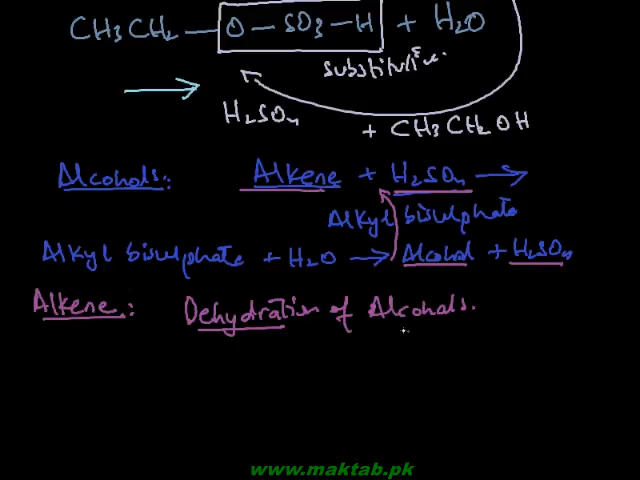 CH3CH2 — O — SO3 — H + H2O
substitution.
H2SO4
+ CH3CH2OH
Alcohols: Alkene + H2SO4 →
Alkyl bisulphate
Alkyl bisulphate + H2O → Alcohol + H2SO4
Alkene: Dehydration of Alcohols.
www.maktab.pk